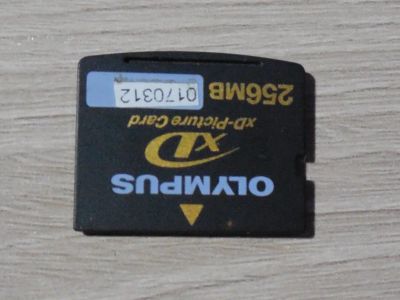 OLYMPUS
xD
xD-Picture Card
256MB 0170312